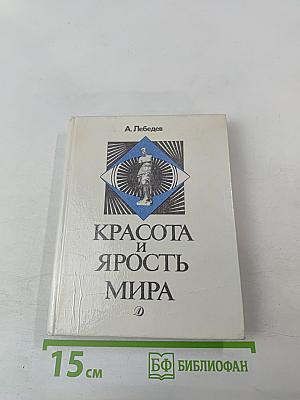 А. Лебедев
КРАСОТА
и
ЯРОСТЬ
МИРА
Д
15 см
БФ БИБЛИОФАН